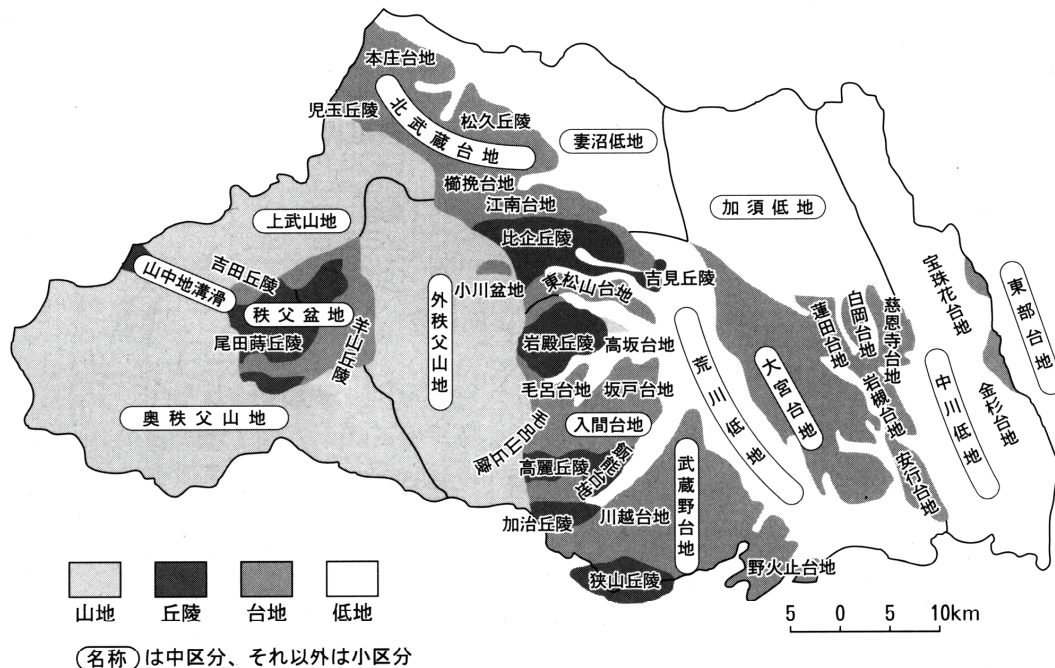 本庄台地
児玉丘陵
北武蔵台地
松久丘陵
妻沼低地
櫛挽台地
江南台地
加須低地
上武山地
比企丘陵
山中地溝滑
吉田丘陵
秩父盆地
尾田蒔丘陵
羊山丘陵
外秩父山地
小川盆地
東松山台地
吉見丘陵
岩殿丘陵
高坂台地
毛呂台地
坂戸台地
荒川低地
大宮台地
蓮田台地
白岡台地
慈恩寺台地
岩槻台地
安行台地
宝珠花台地
中川低地
金杉台地
東部台地
奥秩父山地
毛呂山丘陵
入間台地
飯能台地
高麗丘陵
加治丘陵
川越台地
武蔵野台地
狭山丘陵
野火止台地
山地 丘陵 台地 低地
5 0 5 10km
名称 は中区分、それ以外は小区分